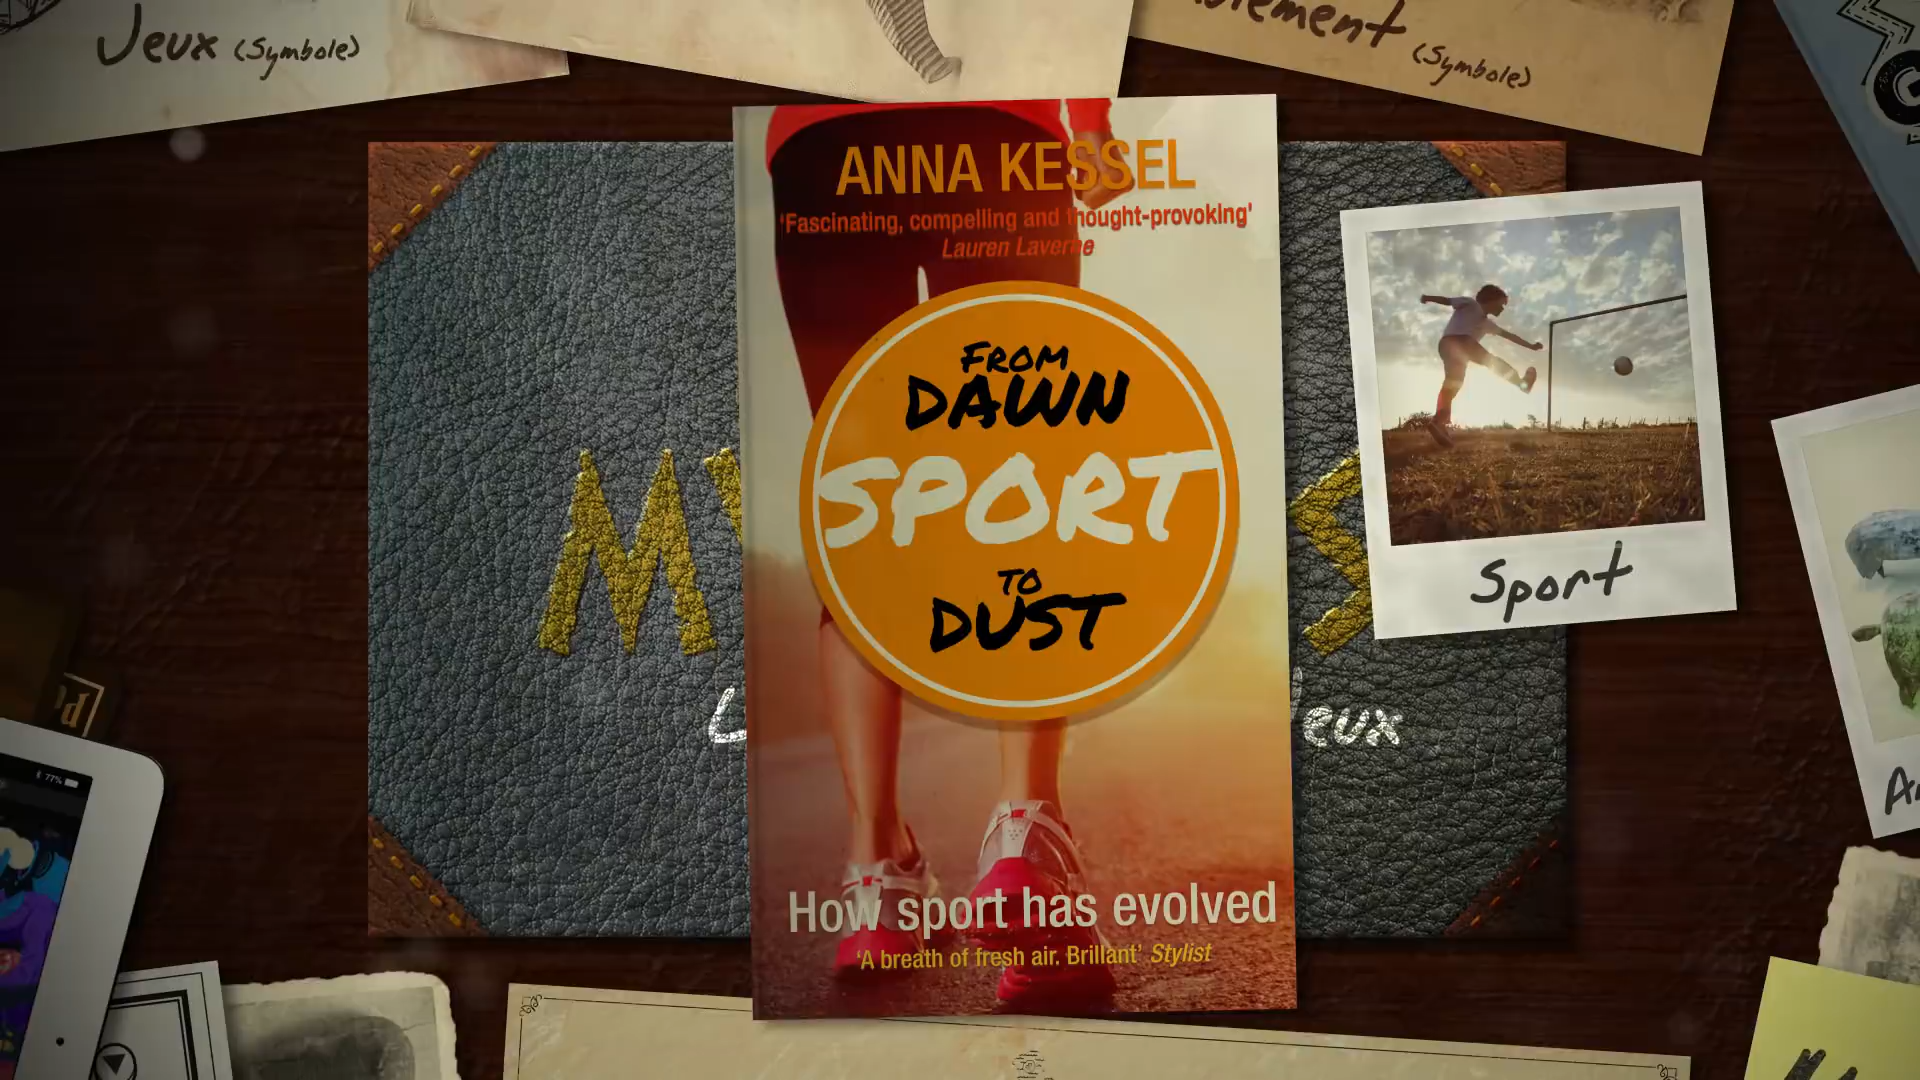 Jeux (Symbole)
(Symbole)
ANNA KESSEL
'Fascinating, compelling and thought-provoking'
Lauren Laverne
FROM
DAWN
SPORT
TO
DUST
How sport has evolved
'A breath of fresh air. Brillant' Stylist
Sport
77%